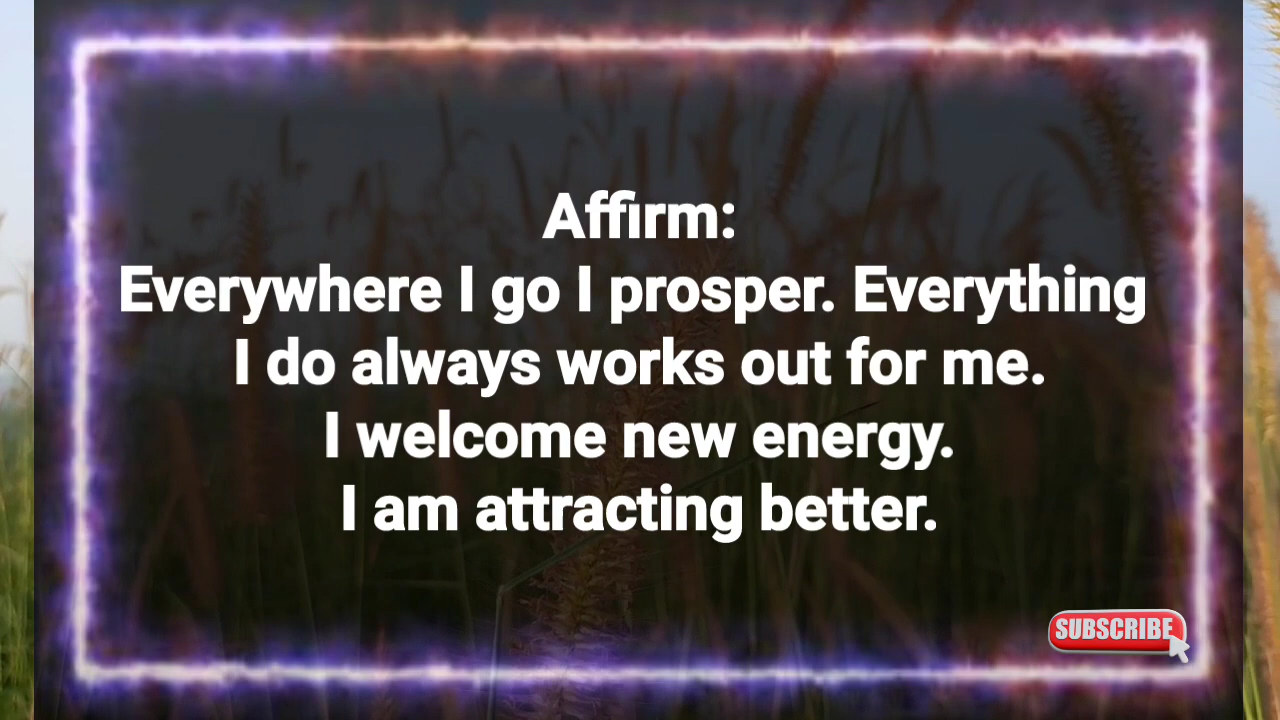 Affirm:
Everywhere I go I prosper. Everything
I do always works out for me.
I welcome new energy.
I am attracting better.
SUBSCRIBE